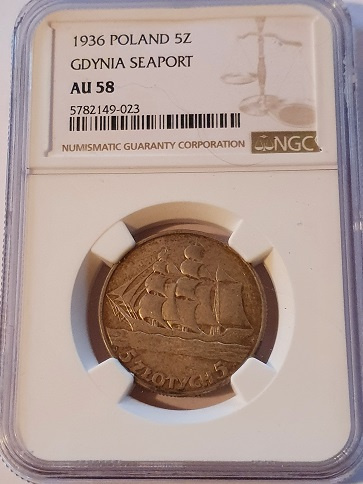 1936 POLAND 5Z
GDYNIA SEAPORT
AU 58
5782149-023
NUMISMATIC GUARANTY CORPORATION
NGC
5 ZŁOTYCH 5